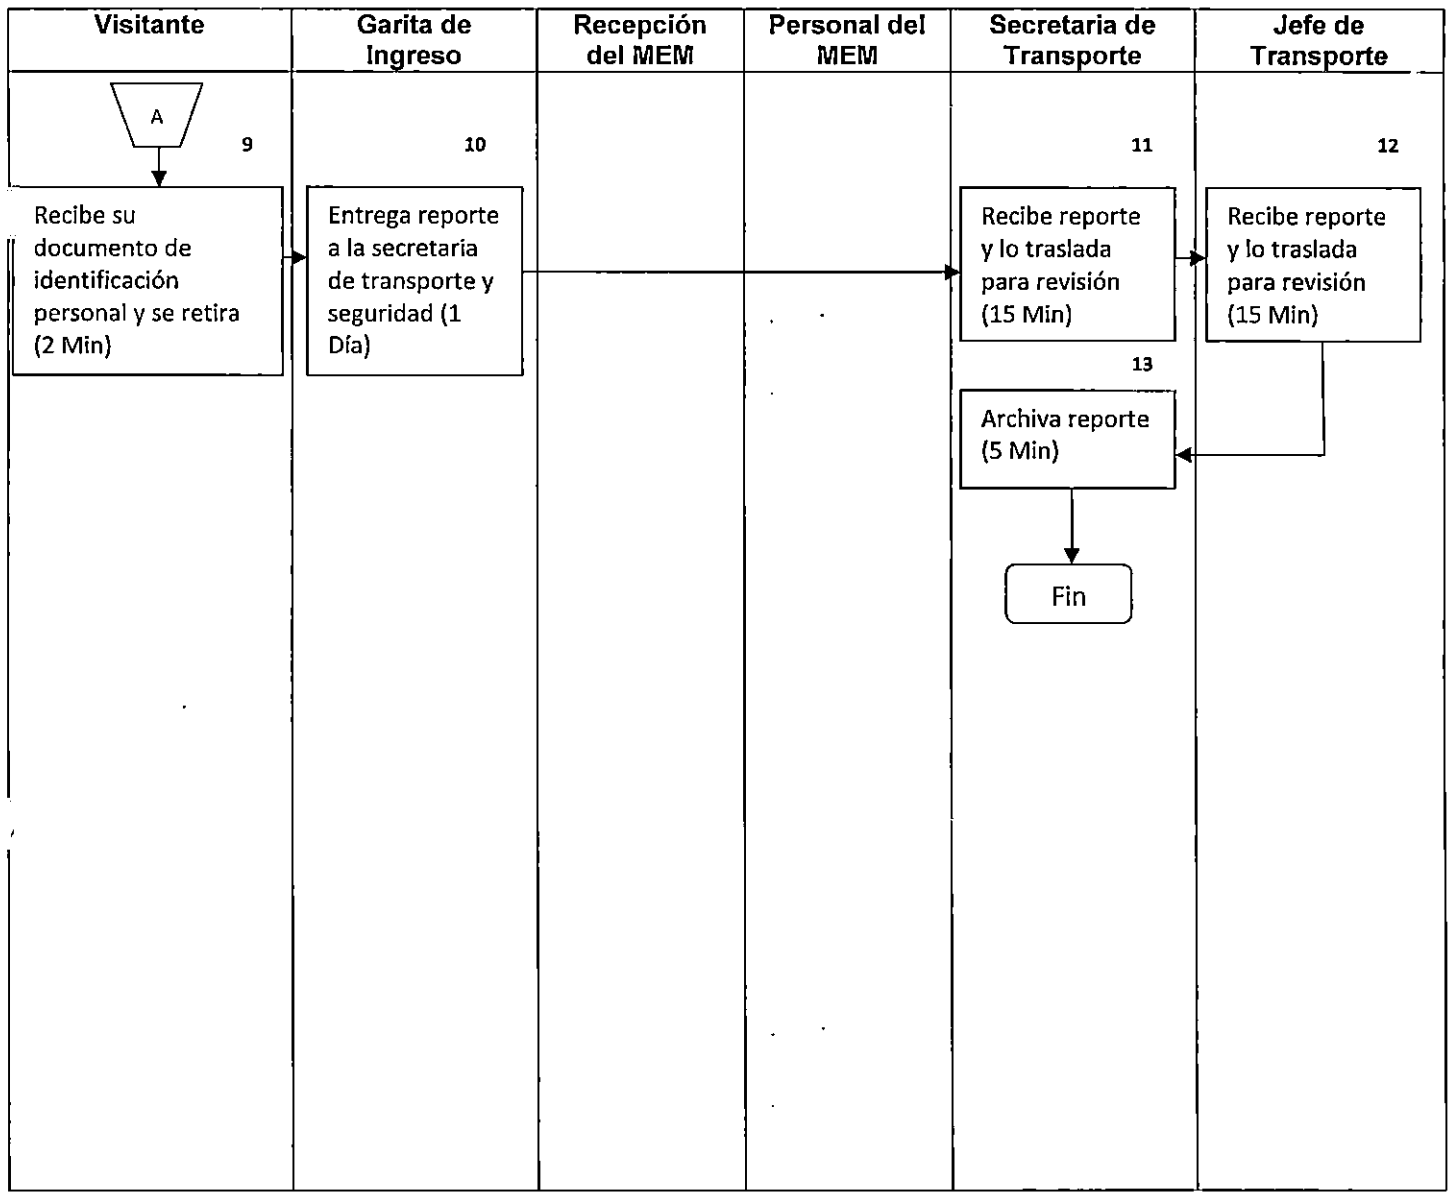 Visitante
Garita de
Ingreso
Recepción
del MEM
Personal del
MEM
Secretaria de
Transporte
Jefe de
Transporte
A
9
10
11
12
Recibe su
documento de
identificación
personal y se retira
(2 Min)
Entrega reporte
a la secretaria
de transporte y
seguridad (1
Día)
Recibe reporte
y lo traslada
para revisión
(15 Min)
Recibe reporte
y lo traslada
para revisión
(15 Min)
13
Archiva reporte
(5 Min)
Fin